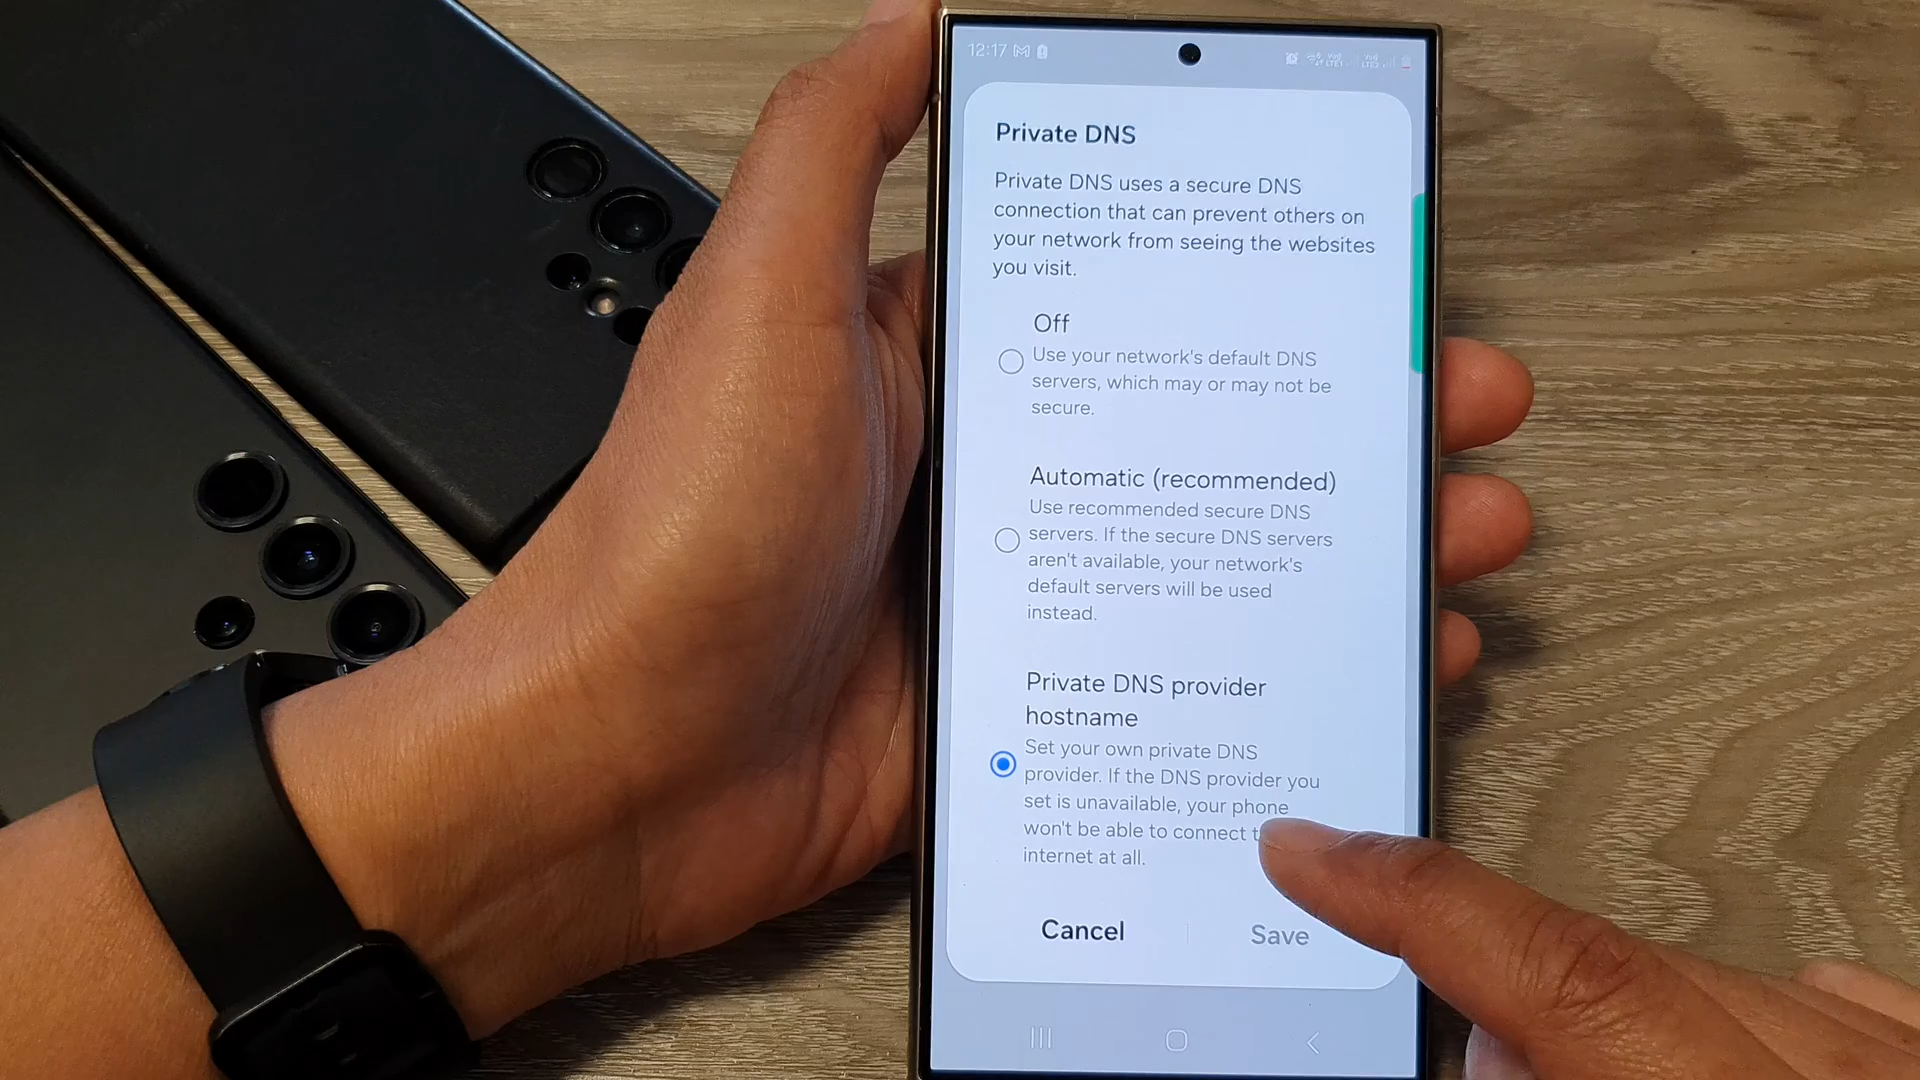 12:17
Private DNS
Private DNS uses a secure DNS
connection that can prevent others on
your network from seeing the websites
you visit.
Off
Use your network's default DNS
servers, which may or may not be
secure.
Automatic (recommended)
Use recommended secure DNS
servers. If the secure DNS servers
aren't available, your network's
default servers will be used
instead.
Private DNS provider
hostname
Set your own private DNS
provider. If the DNS provider you
set is unavailable, your phone
won't be able to connect t
internet at all.
Cancel
Save